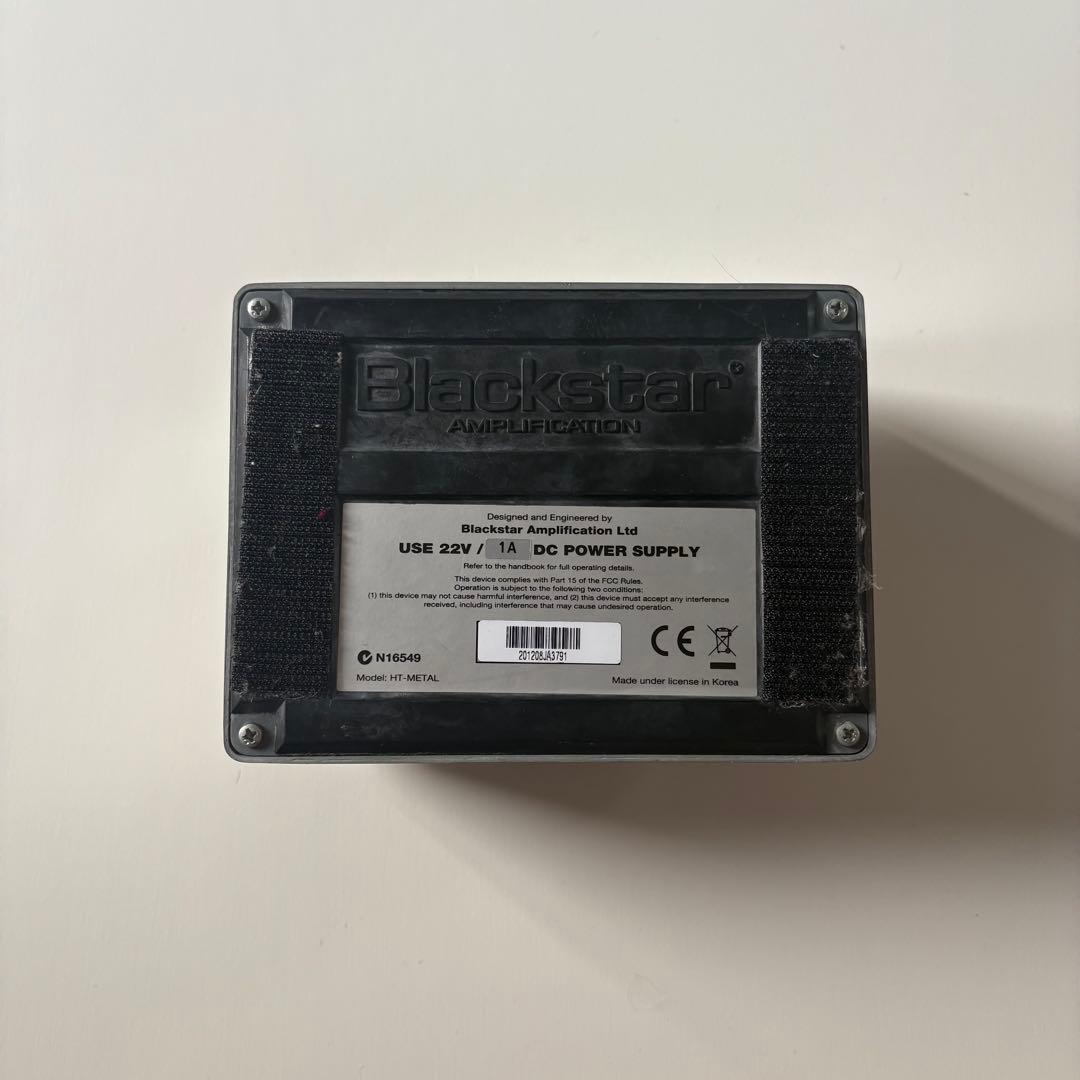 Blackstar®
AMPLIFICATION
Designed and Engineered by
Blackstar Amplification Ltd
USE 22V / 1A DC POWER SUPPLY
Refer to the handbook for full operating details.
This device complies with Part 15 of the FCC Rules.
Operation is subject to the following two conditions:
(1) this device may not cause harmful interference, and (2) this device must accept any interference
received, including interference that may cause undesired operation.
201208JA3791
N16549
CE
Model: HT-METAL
Made under license in Korea